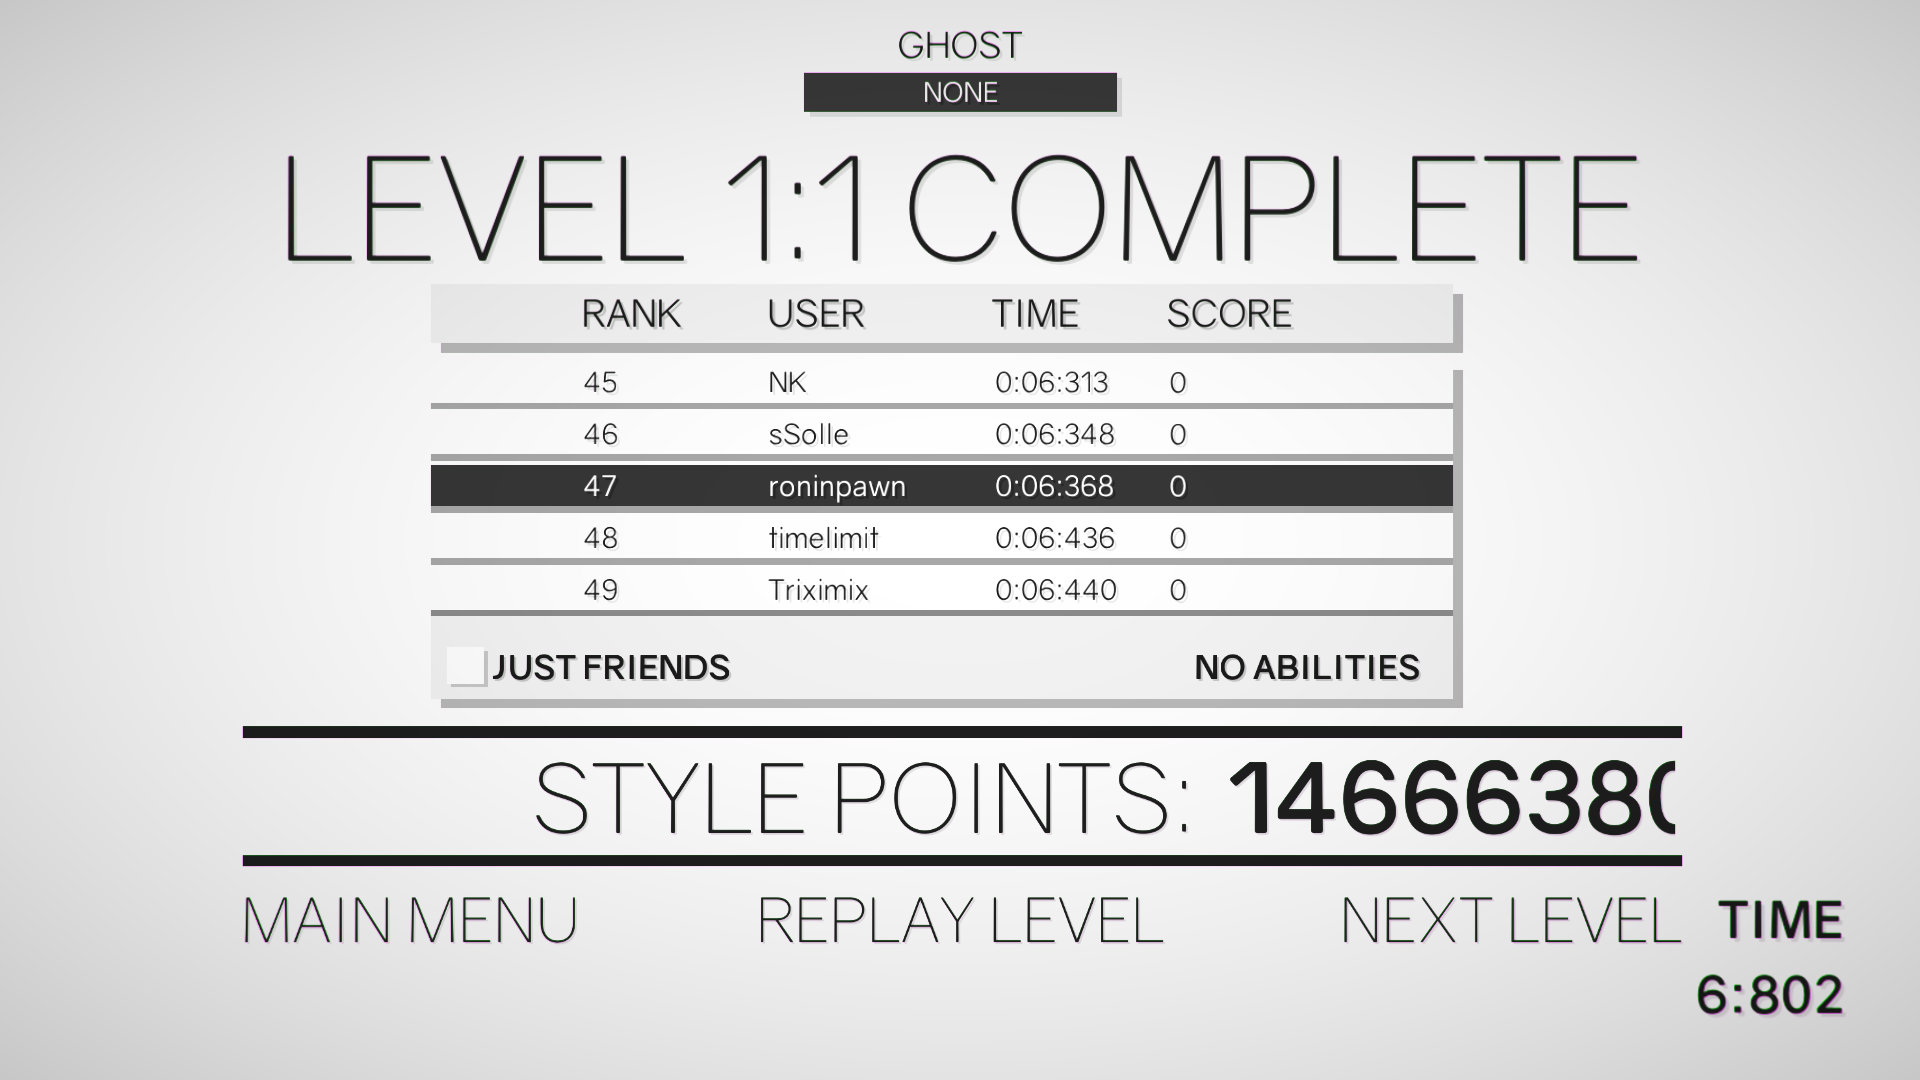 GHOST
NONE
LEVEL 1:1 COMPLETE
RANK USER TIME SCORE
45 NK 0:06:313 0
46 sSolle 0:06:348 0
47 roninpawn 0:06:368 0
48 timelimit 0:06:436 0
49 Triximix 0:06:440 0
JUST FRIENDS NO ABILITIES
STYLE POINTS: 14666380
MAIN MENU REPLAY LEVEL NEXT LEVEL TIME
6:802